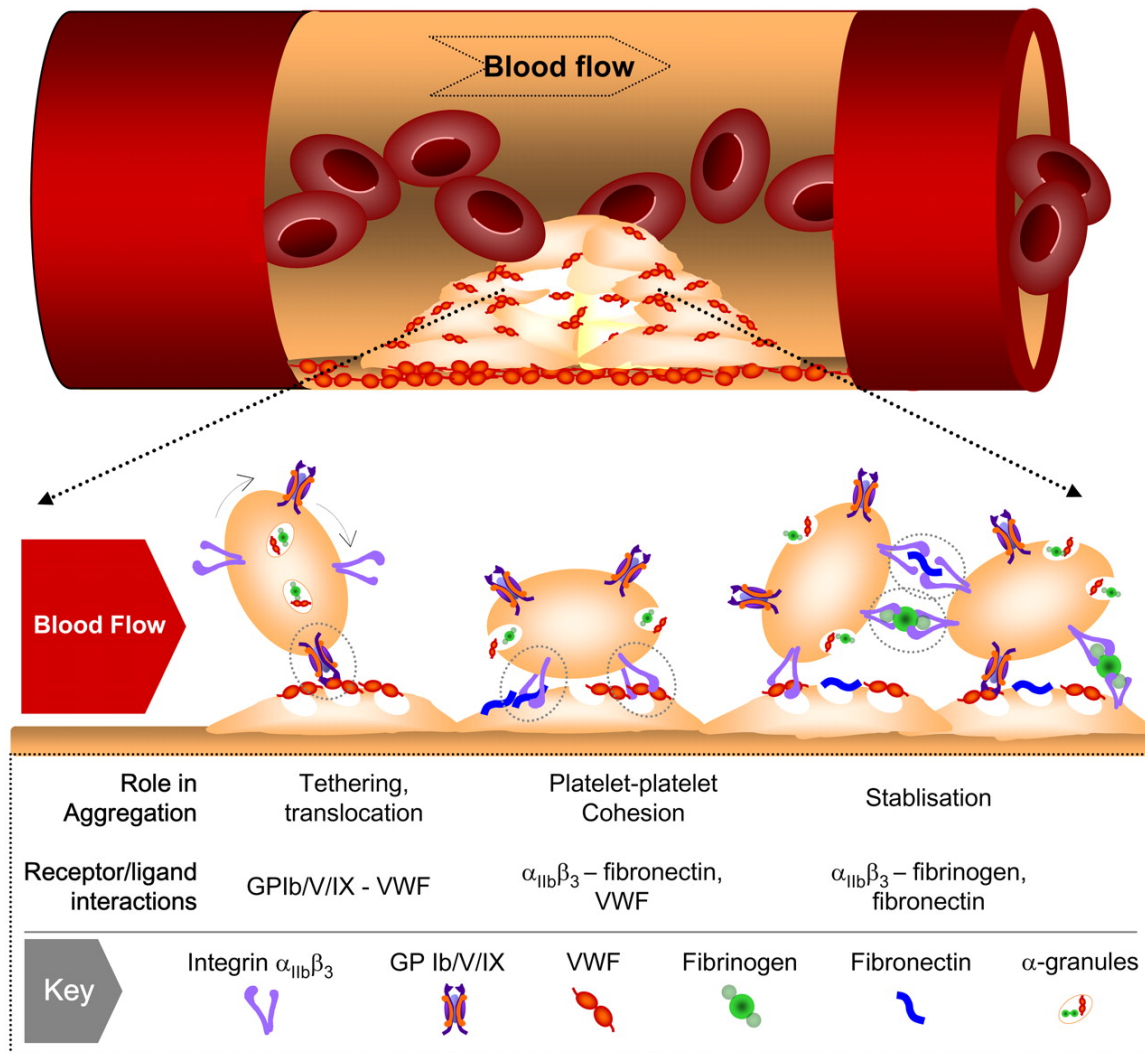 Blood flow
Blood Flow
Role in
Aggregation
Tethering,
translocation
Platelet-platelet
Cohesion
Stablisation
Receptor/ligand
interactions
GPIb/V/IX - VWF
αIIbβ3 – fibronectin,
VWF
αIIbβ3 – fibrinogen,
fibronectin
Key
Integrin αIIbβ3
GP Ib/V/IX
VWF
Fibrinogen
Fibronectin
α-granules